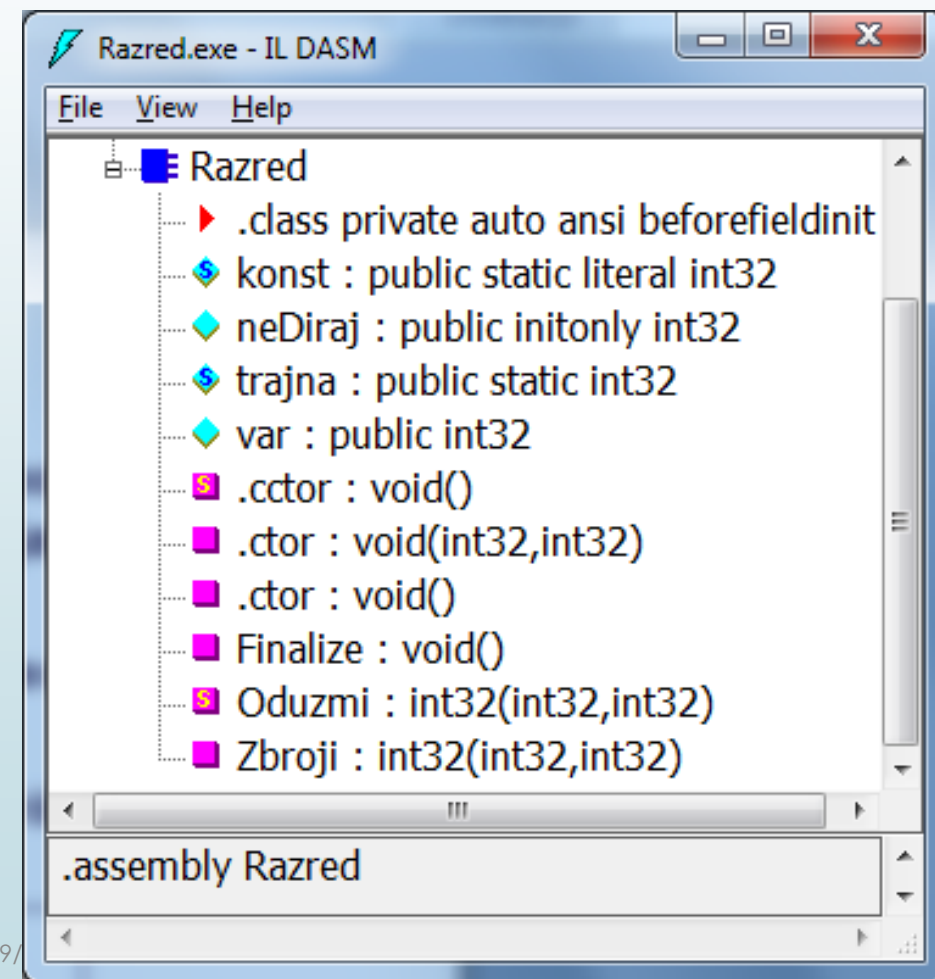 Razred.exe - IL DASM
File View Help
Razred
.class private auto ansi beforefieldinit
konst : public static literal int32
neDiraj : public initonly int32
trajna : public static int32
var : public int32
S .cctor : void()
.ctor : void(int32,int32)
.ctor : void()
Finalize : void()
S Oduzmi : int32(int32,int32)
Zbroji : int32(int32,int32)
.assembly Razred
9/